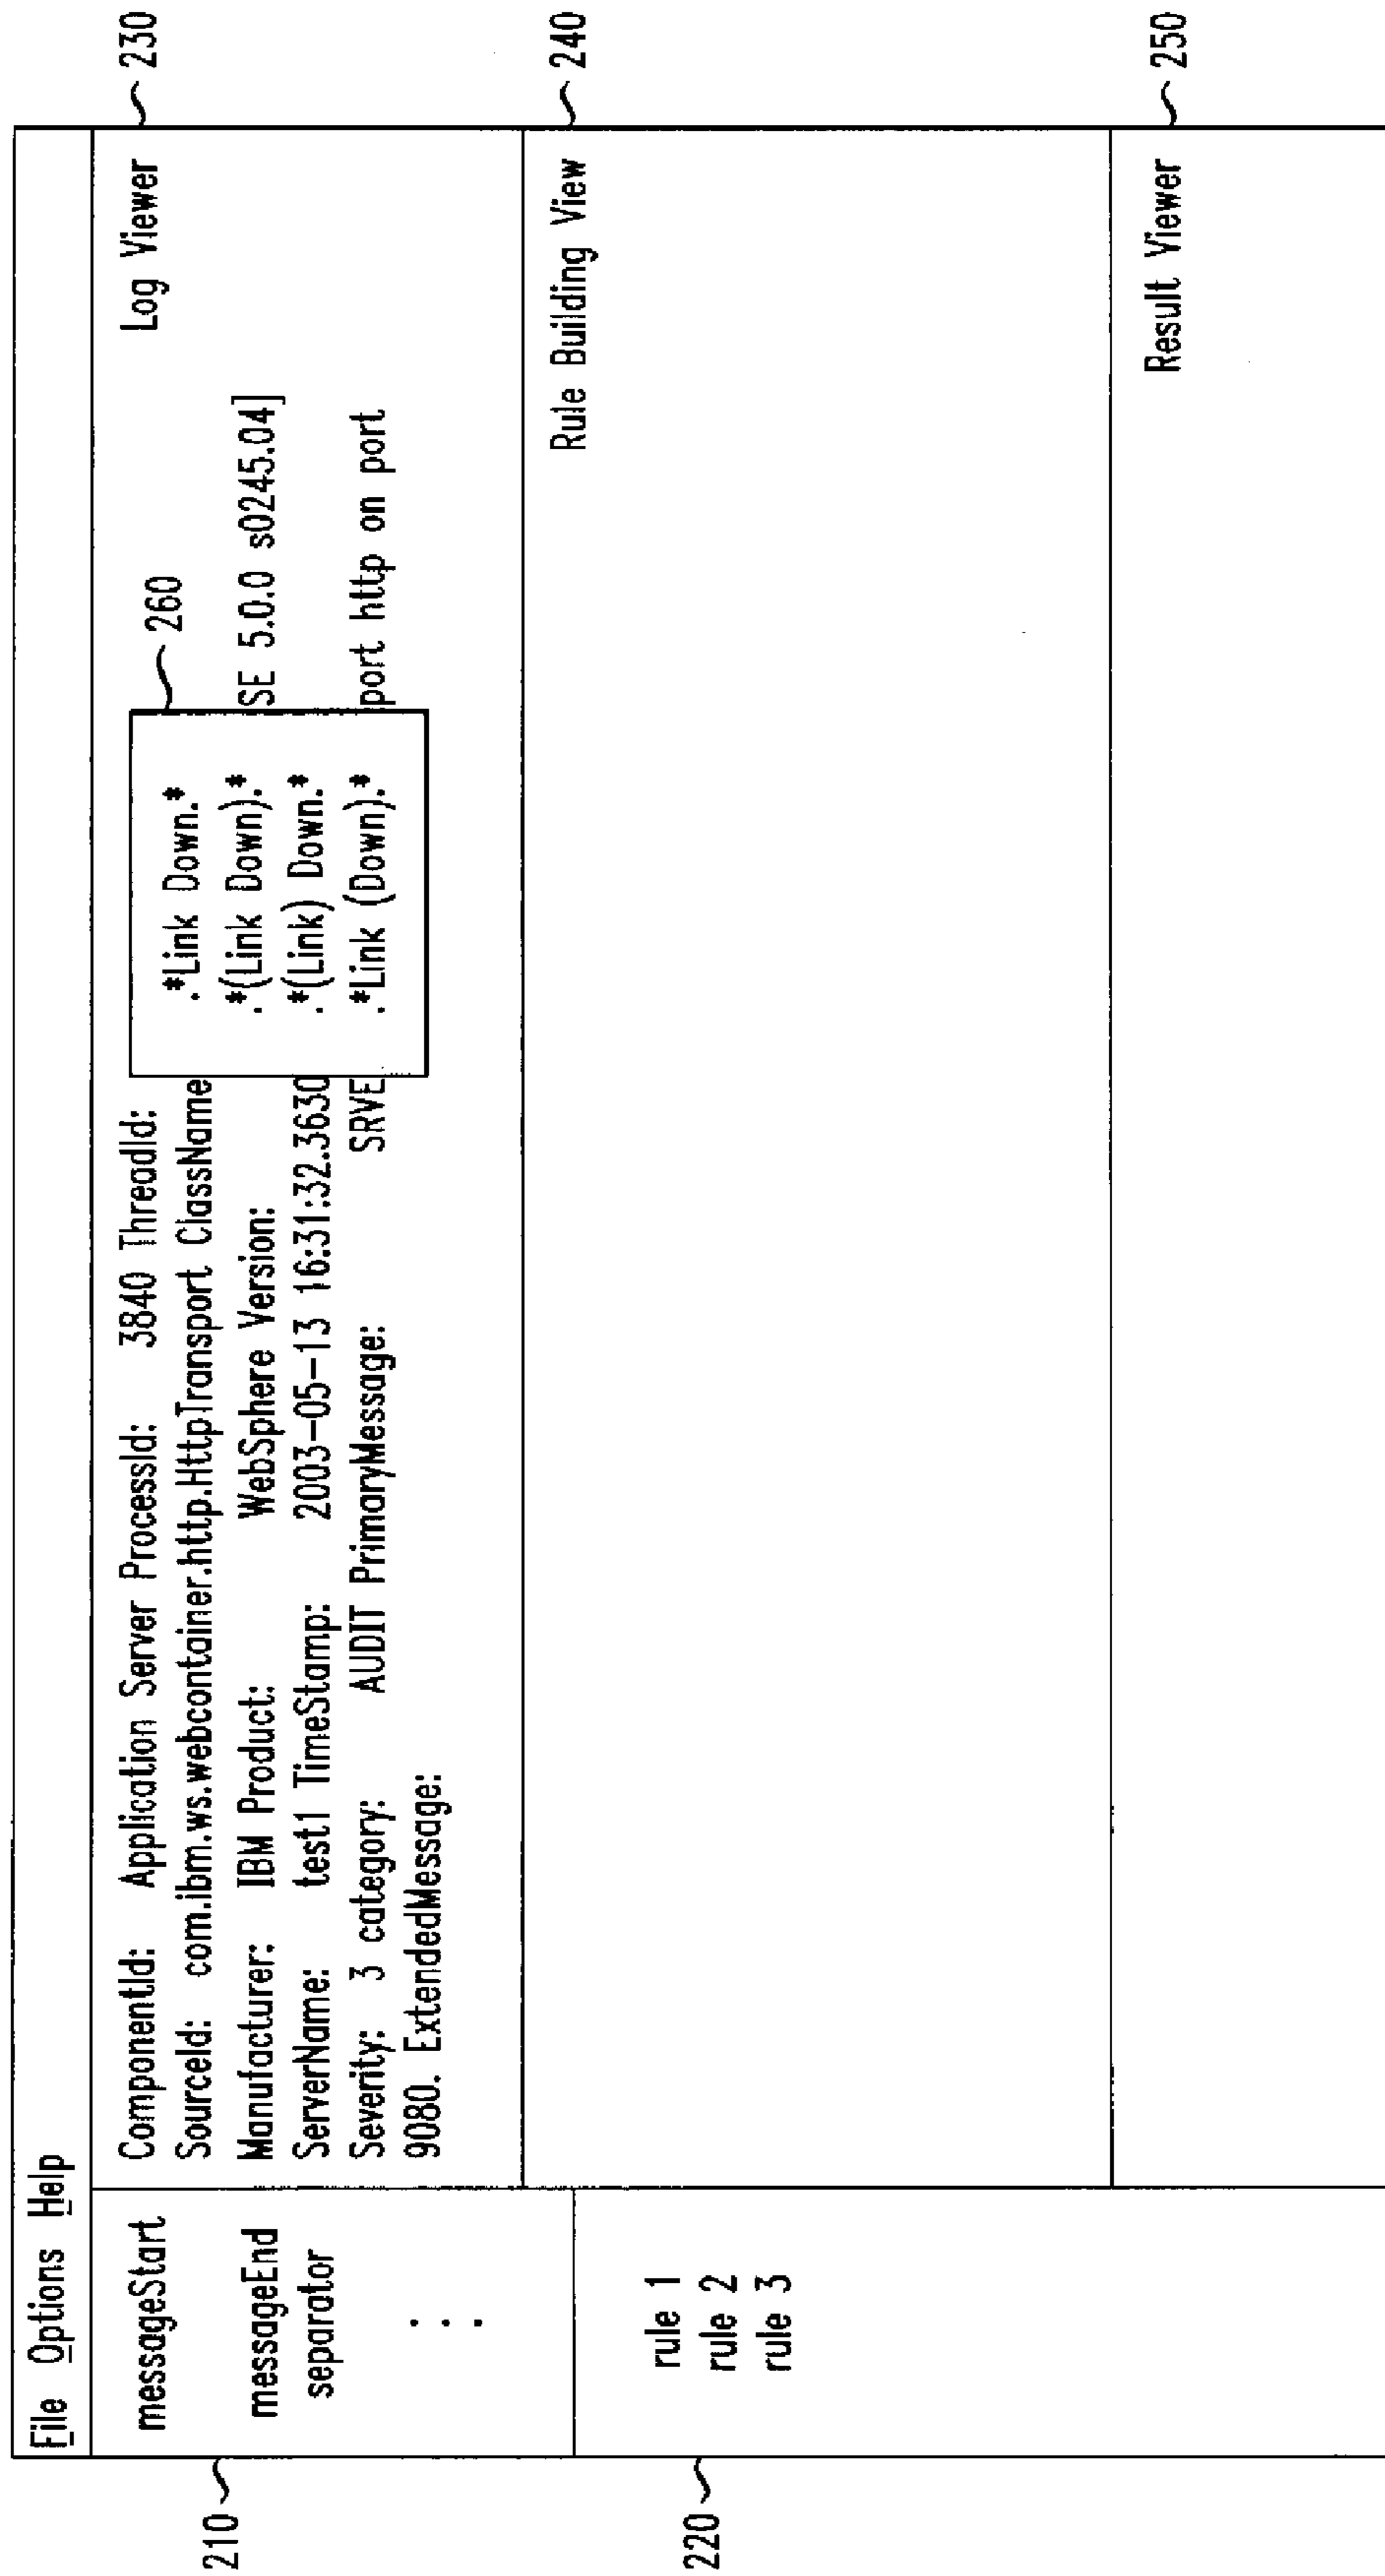 File Options Help
messageStart
messageEnd
separator
. . .
210
rule 1
rule 2
rule 3
220
ComponentId: Application Server ProcessId: 3840 ThreadId:
SourceId: com.ibm.ws.webcontainer.http.HttpTransport ClassName
Manufacturer: IBM Product: WebSphere Version: SE 5.0.0 s0245.04]
ServerName: test1 TimeStamp: 2003-05-13 16:31:32.3630
Severity: 3 category: AUDIT PrimaryMessage: SRVE port http on port
9080. ExtendedMessage:
Log Viewer
230
.*Link Down.*
.*(Link Down).*
.*(Link) Down.*
.*Link (Down).*
260
Rule Building View
240
Result Viewer
250